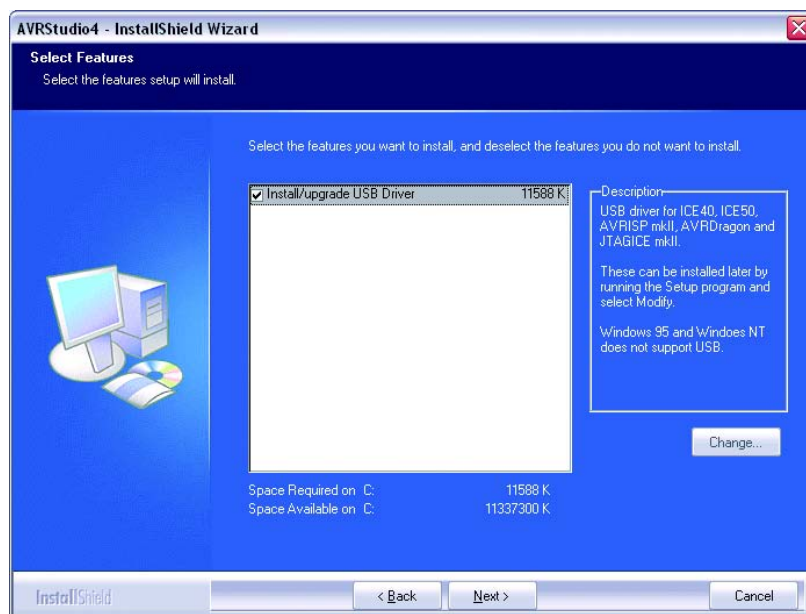 AVRStudio4 - InstallShield Wizard
Select Features
Select the features setup will install.
Select the features you want to install, and deselect the features you do not want to install.
Install/upgrade USB Driver 11588 K
Description
USB driver for ICE40, ICE50,
AVRISP mkII, AVRDragon and
JTAGICE mkII.
These can be installed later by
running the Setup program and
select Modify.
Windows 95 and Windoes NT
does not support USB.
Change...
Space Required on C: 11588 K
Space Available on C: 11337300 K
InstallShield
< Back
Next >
Cancel